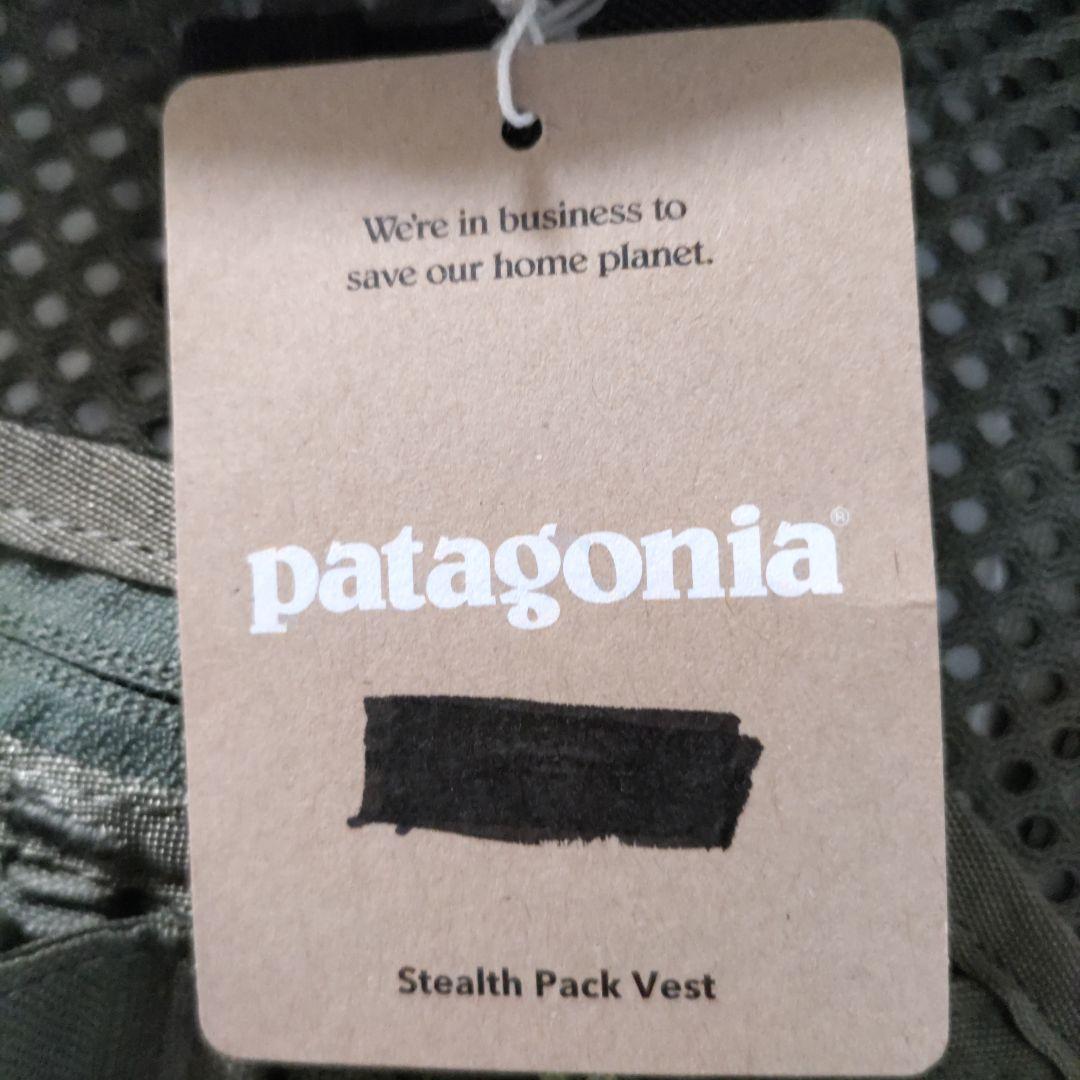 We're in business to
save our home planet.
patagonia®
Stealth Pack Vest